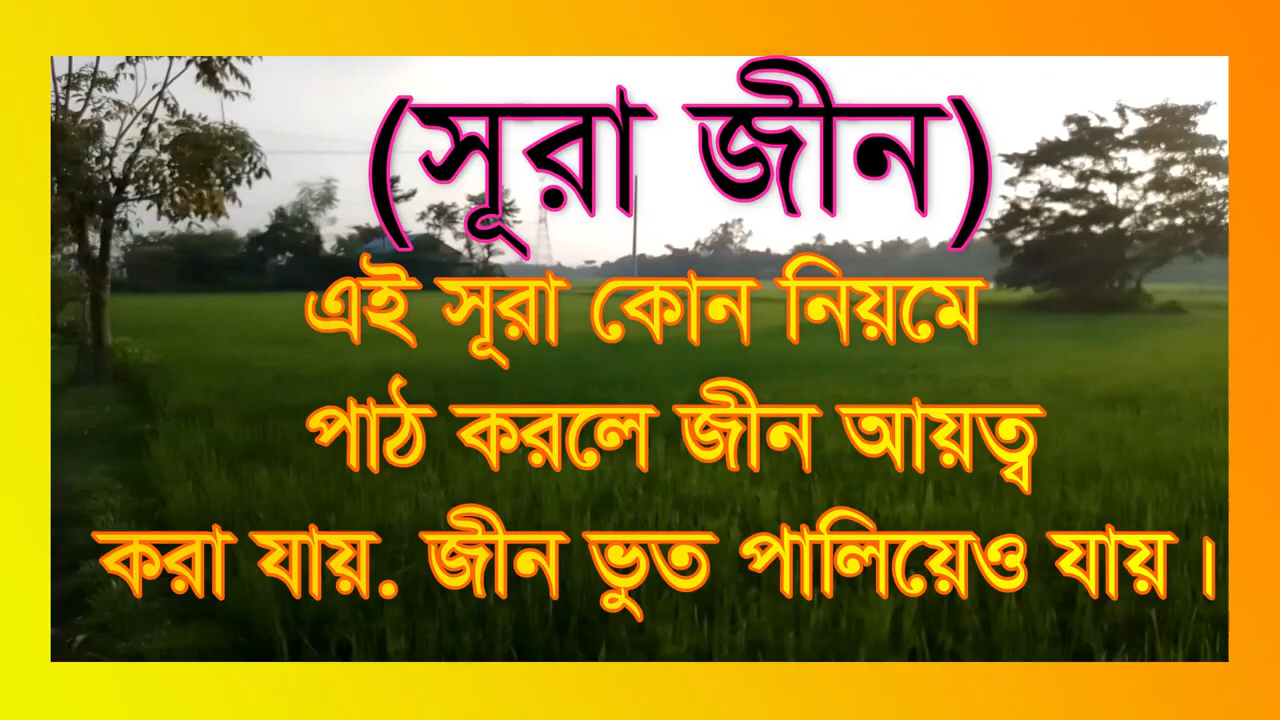 (সূরা জীন)
এই সূরা কোন নিয়মে
পাঠ করলে জীন আয়ত্ব
করা যায়. জীন ভুত পালিয়েও যায় ।